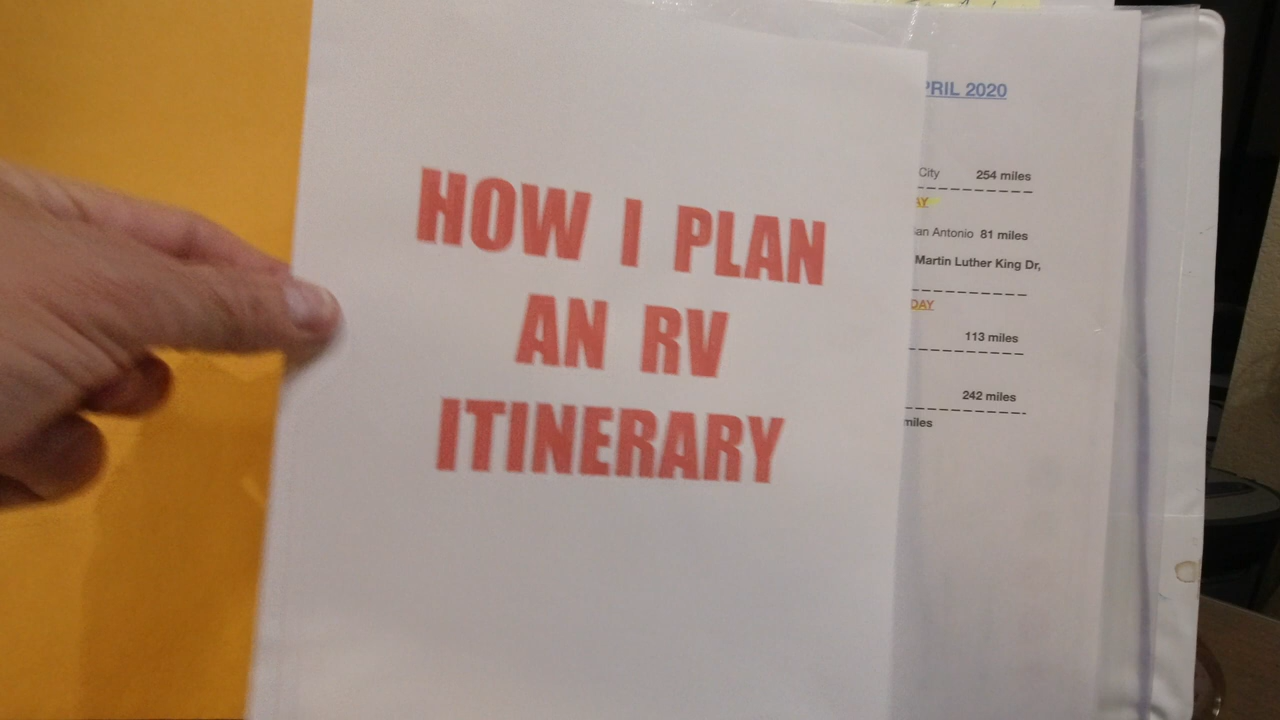 HOW I PLAN
AN RV
ITINERARY
PRIL 2020
City 254 miles
AY
an Antonio 81 miles
Martin Luther King Dr,
DAY
113 miles
242 miles
miles